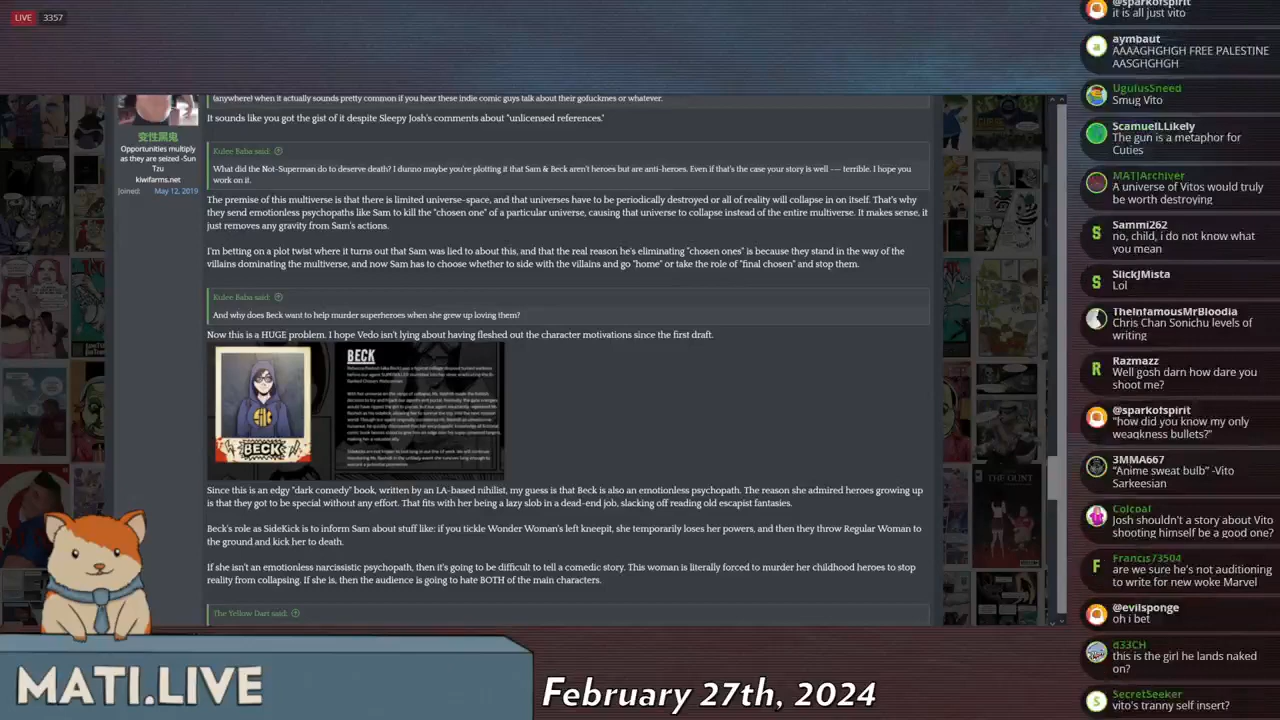 LIVE 3357
(anywhere) when it actually sounds pretty common if you hear these indie comic guys talk about their gofuckmes or whatever.
It sounds like you got the gist of it despite Sleepy Josh's comments about "unlicensed references."
变性黑鬼
Opportunities multiply
as they are seized -Sun
Tzu
kiwifarms.net
Joined: May 12, 2019
Kulee Baba said:
What did the Not-Superman do to deserve death? I dunno maybe you're plotting it that Sam & Beck aren't heroes but are anti-heroes. Even if that's the case your story is well --- terrible. I hope you
work on it.
The premise of this multiverse is that there is limited universe-space, and that universes have to be periodically destroyed or all of reality will collapse in on itself. That's why
they send emotionless psychopaths like Sam to kill the "chosen one" of a particular universe, causing that universe to collapse instead of the entire multiverse. It makes sense, it
just removes any gravity from Sam's actions.
I'm betting on a plot twist where it turns out that Sam was lied to about this, and that the real reason he's eliminating "chosen ones" is because they stand in the way of the
villains dominating the multiverse, and now Sam has to choose whether to side with the villains and go "home" or take the role of "final chosen" and stop them.
Kulee Baba said:
And why does Beck want to help murder superheroes when she grew up loving them?
Now this is a HUGE problem. I hope Vedo isn't lying about having fleshed out the character motivations since the first draft.
BECK
BECK
Since this is an edgy "dark comedy" book, written by an LA-based nihilist, my guess is that Beck is also an emotionless psychopath. The reason she admired heroes growing up
is that they got to be special without any effort. That fits with her being a lazy slob in a dead-end job, slacking off reading old escapist fantasies.
Beck's role as SideKick is to inform Sam about stuff like: if you tickle Wonder Woman's left kneepit, she temporarily loses her powers, and then they throw Regular Woman to
the ground and kick her to death.
If she isn't an emotionless narcissistic psychopath, then it's going to be difficult to tell a comedic story. This woman is literally forced to murder her childhood heroes to stop
reality from collapsing. If she is, then the audience is going to hate BOTH of the main characters.
The Yellow Dart said:
THE GUNT
MATI.LIVE
February 27th, 2024
@sparkofspirit
it is all just vito
aymbaut
AAAAGHGHGH FREE PALESTINE
AASGHGHGH
UgufusSneed
Smug Vito
ScamuelLLikely
The gun is a metaphor for
Cuties
MATJArchiver
A universe of Vitos would truly
be worth destroying
Sammi262
no, child, i do not know what
you mean
SlickJMista
Lol
TheInfamousMrBloodia
Chris Chan Sonichu levels of
writing
Razmazz
Well gosh darn how dare you
shoot me?
@sparkofspirit
"how did you know my only
weakness bullets?"
3MMA667
"Anime sweat bulb" -Vito
Sarkeesian
Colcoal
Josh shouldn't a story about Vito
shooting himself be a good one?
Francis73504
are we sure he's not auditioning
to write for new woke Marvel
@evilsponge
oh i bet
d33CH
this is the girl he lands naked
on?
SecretSeeker
vito's tranny self insert?